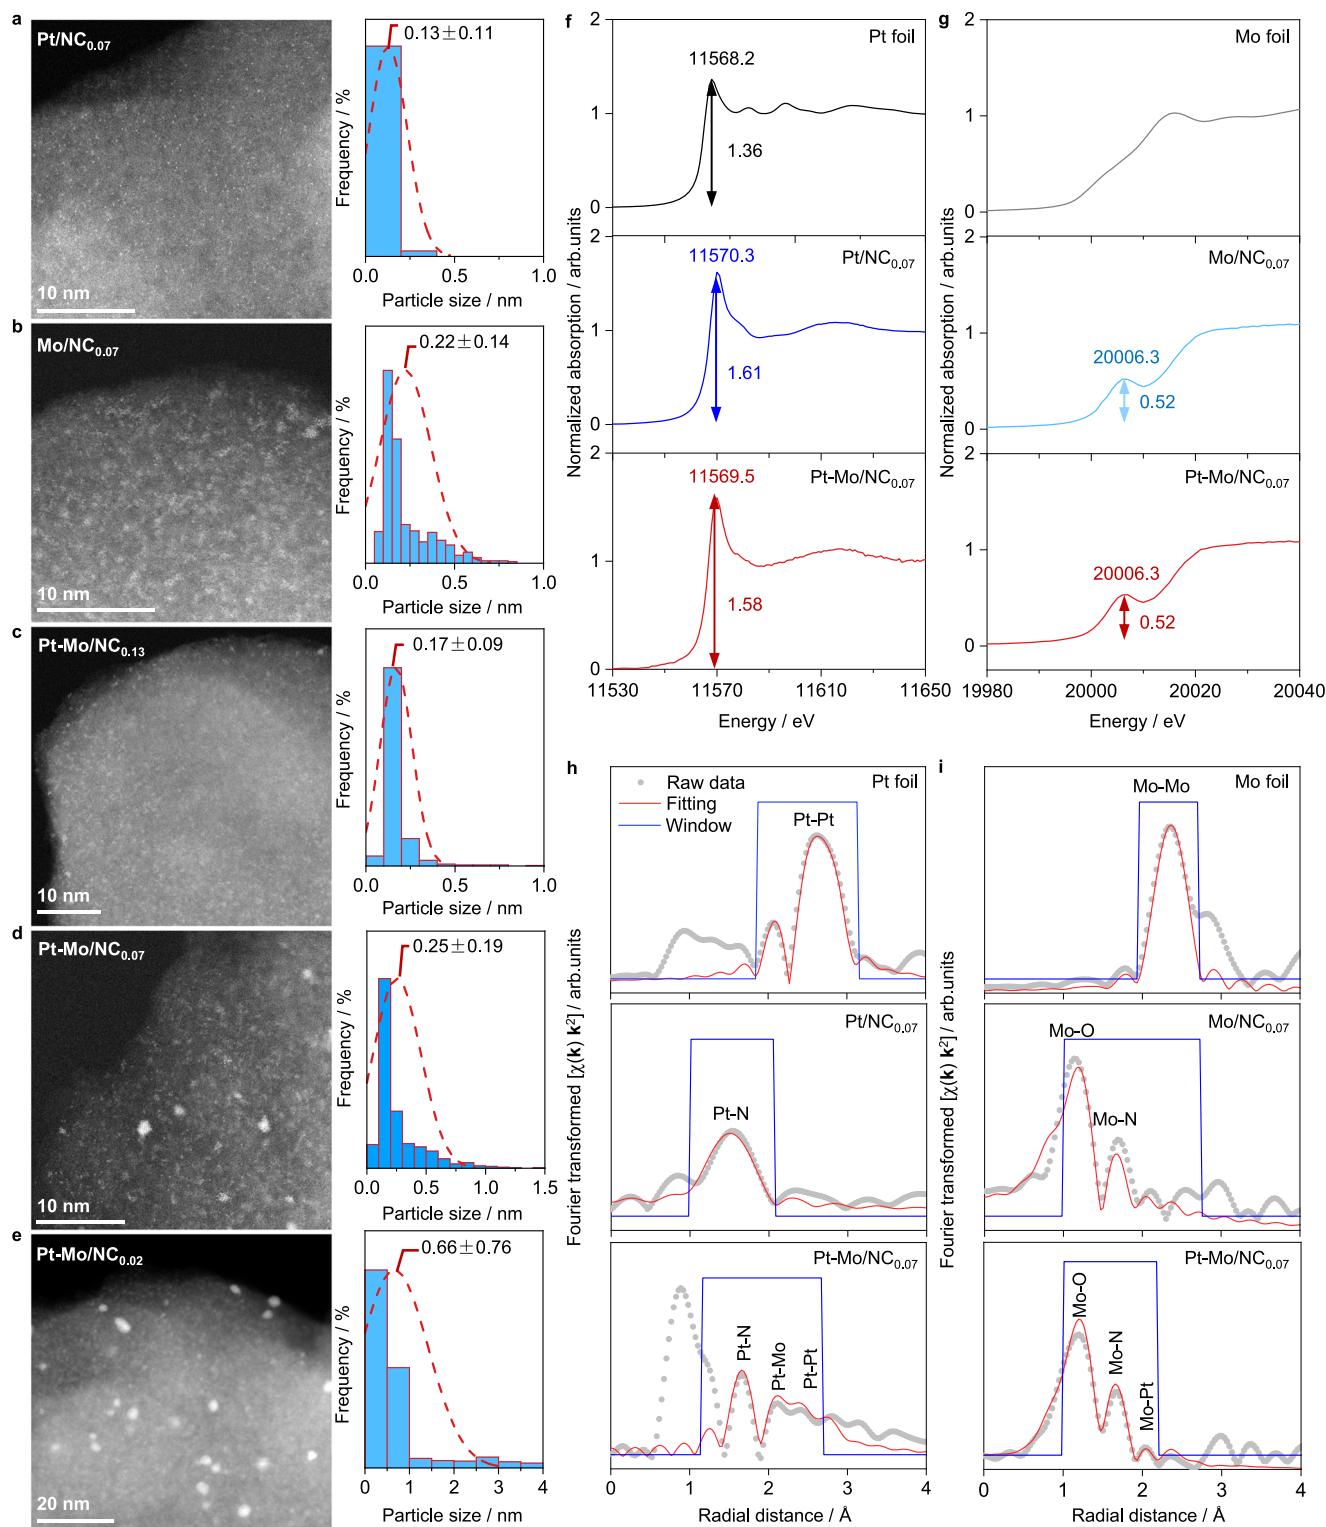 a
Pt/NC0.07
10 nm
0.13±0.11
Frequency / %
0.0 0.5 1.0
Particle size / nm
b
Mo/NC0.07
10 nm
0.22±0.14
Frequency / %
0.0 0.5 1.0
Particle size / nm
c
Pt-Mo/NC0.13
10 nm
0.17±0.09
Frequency / %
0.0 0.5 1.0
Particle size / nm
d
Pt-Mo/NC0.07
10 nm
0.25±0.19
Frequency / %
0.0 0.5 1.0 1.5
Particle size / nm
e
Pt-Mo/NC0.02
20 nm
0.66±0.76
Frequency / %
0 1 2 3 4
Particle size / nm
f
Normalized absorption / arb.units
2
Pt foil
11568.2
1
1.36
0
2
Pt/NC0.07
11570.3
1
1.61
0
2
Pt-Mo/NC0.07
11569.5
1
1.58
0
11530 11570 11610 11650
Energy / eV
g
Normalized absorption / arb.units
2
Mo foil
1
0
2
Mo/NC0.07
1
20006.3
0.52
0
2
Pt-Mo/NC0.07
1
20006.3
0.52
0
19980 20000 20020 20040
Energy / eV
h
Fourier transformed [χ(k) k²] / arb.units
Raw data
Fitting
Window
Pt foil
Pt-Pt
Pt/NC0.07
Pt-N
Pt-Mo/NC0.07
Pt-N
Pt-Mo
Pt-Pt
0 1 2 3 4
Radial distance / Å
i
Fourier transformed [χ(k) k²] / arb.units
Mo foil
Mo-Mo
Mo/NC0.07
Mo-O
Mo-N
Pt-Mo/NC0.07
Mo-O
Mo-N
Mo-Pt
0 1 2 3 4
Radial distance / Å